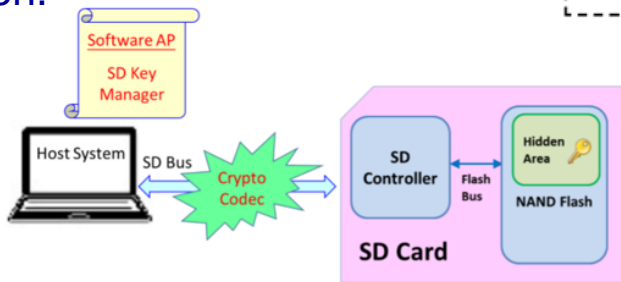 on.
Software AP
SD Key
Manager
Host System
SD Bus
Crypto
Codec
SD
Controller
Flash
Bus
Hidden
Area
NAND Flash
SD Card